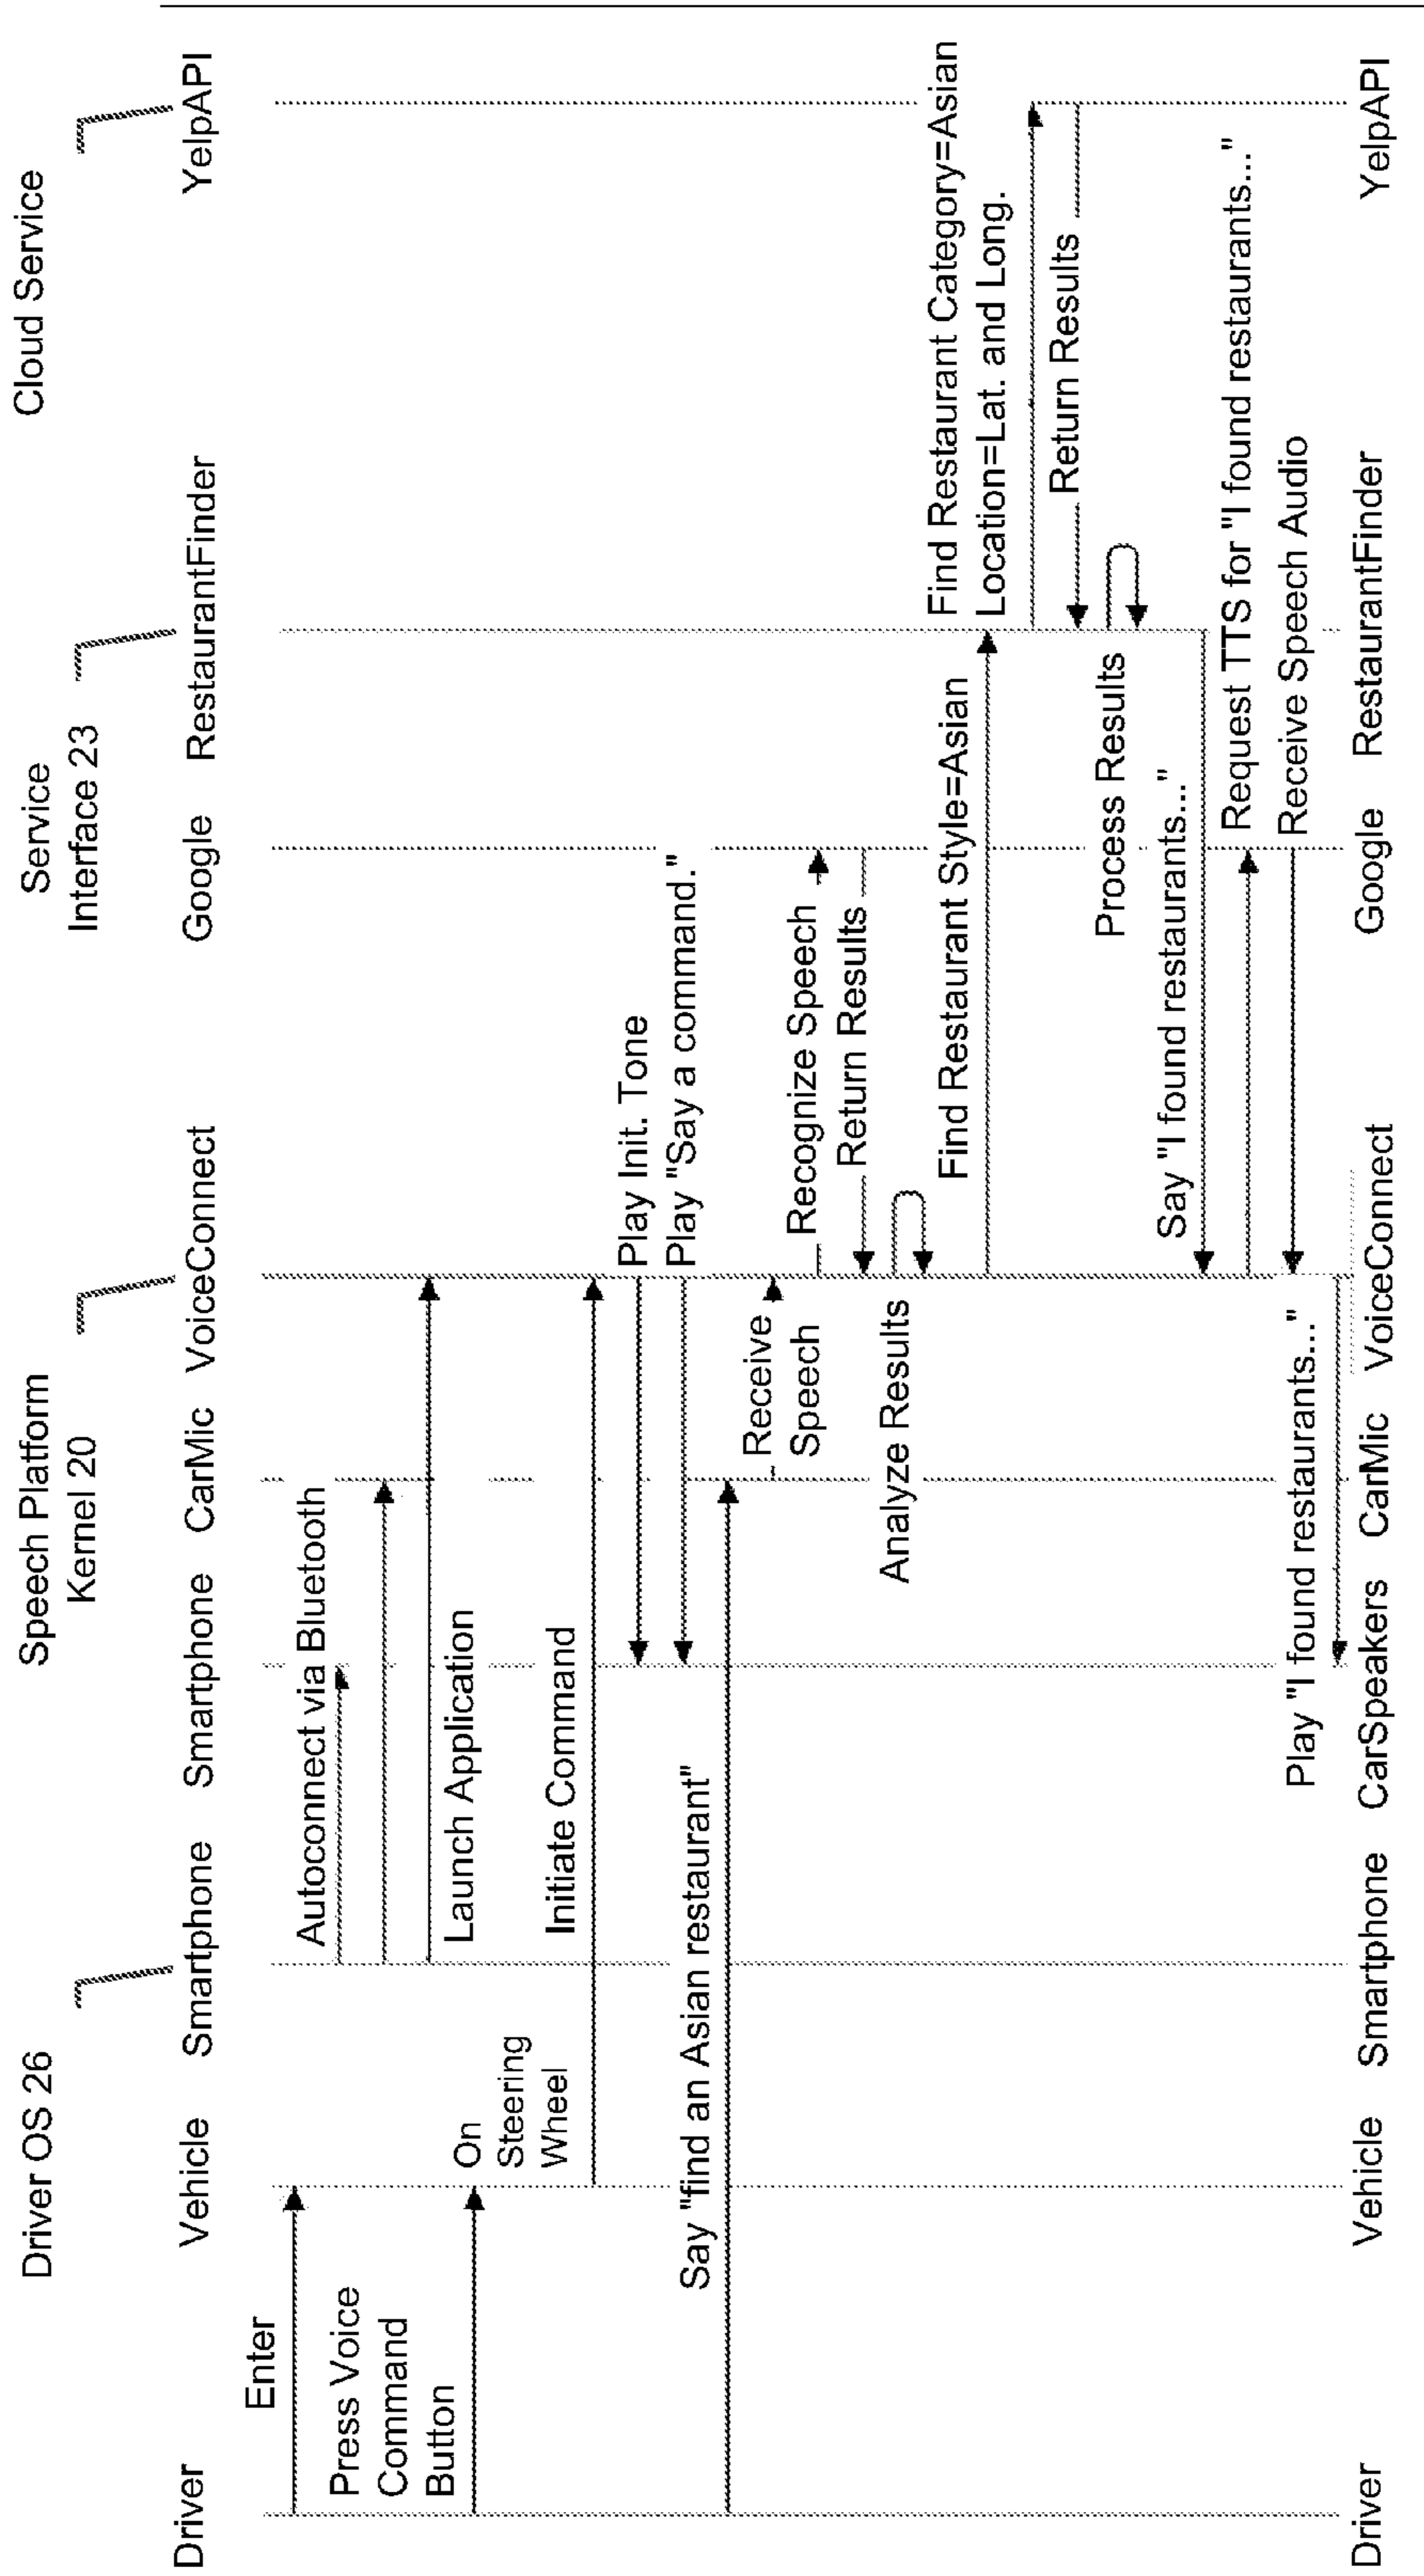 Driver OS 26
Speech Platform
Kernel 20
Service
Interface 23
Cloud Service
Driver
Vehicle
Smartphone
Smartphone
CarMic
VoiceConnect
Google
RestaurantFinder
YelpAPI
Enter
Autoconnect via Bluetooth
Press Voice
Command
Button
Launch Application
On
Steering
Wheel
Initiate Command
Play Init. Tone
Play "Say a command."
Say "find an Asian restaurant"
Receive
Speech
Recognize Speech
Return Results
Analyze Results
Find Restaurant Style=Asian
Find Restaurant Category=Asian
Location=Lat. and Long.
Return Results
Process Results
Say "I found restaurants..."
Request TTS for "I found restaurants..."
Receive Speech Audio
Play "I found restaurants..."
Driver
Vehicle
Smartphone
CarSpeakers
CarMic
VoiceConnect
Google
RestaurantFinder
YelpAPI